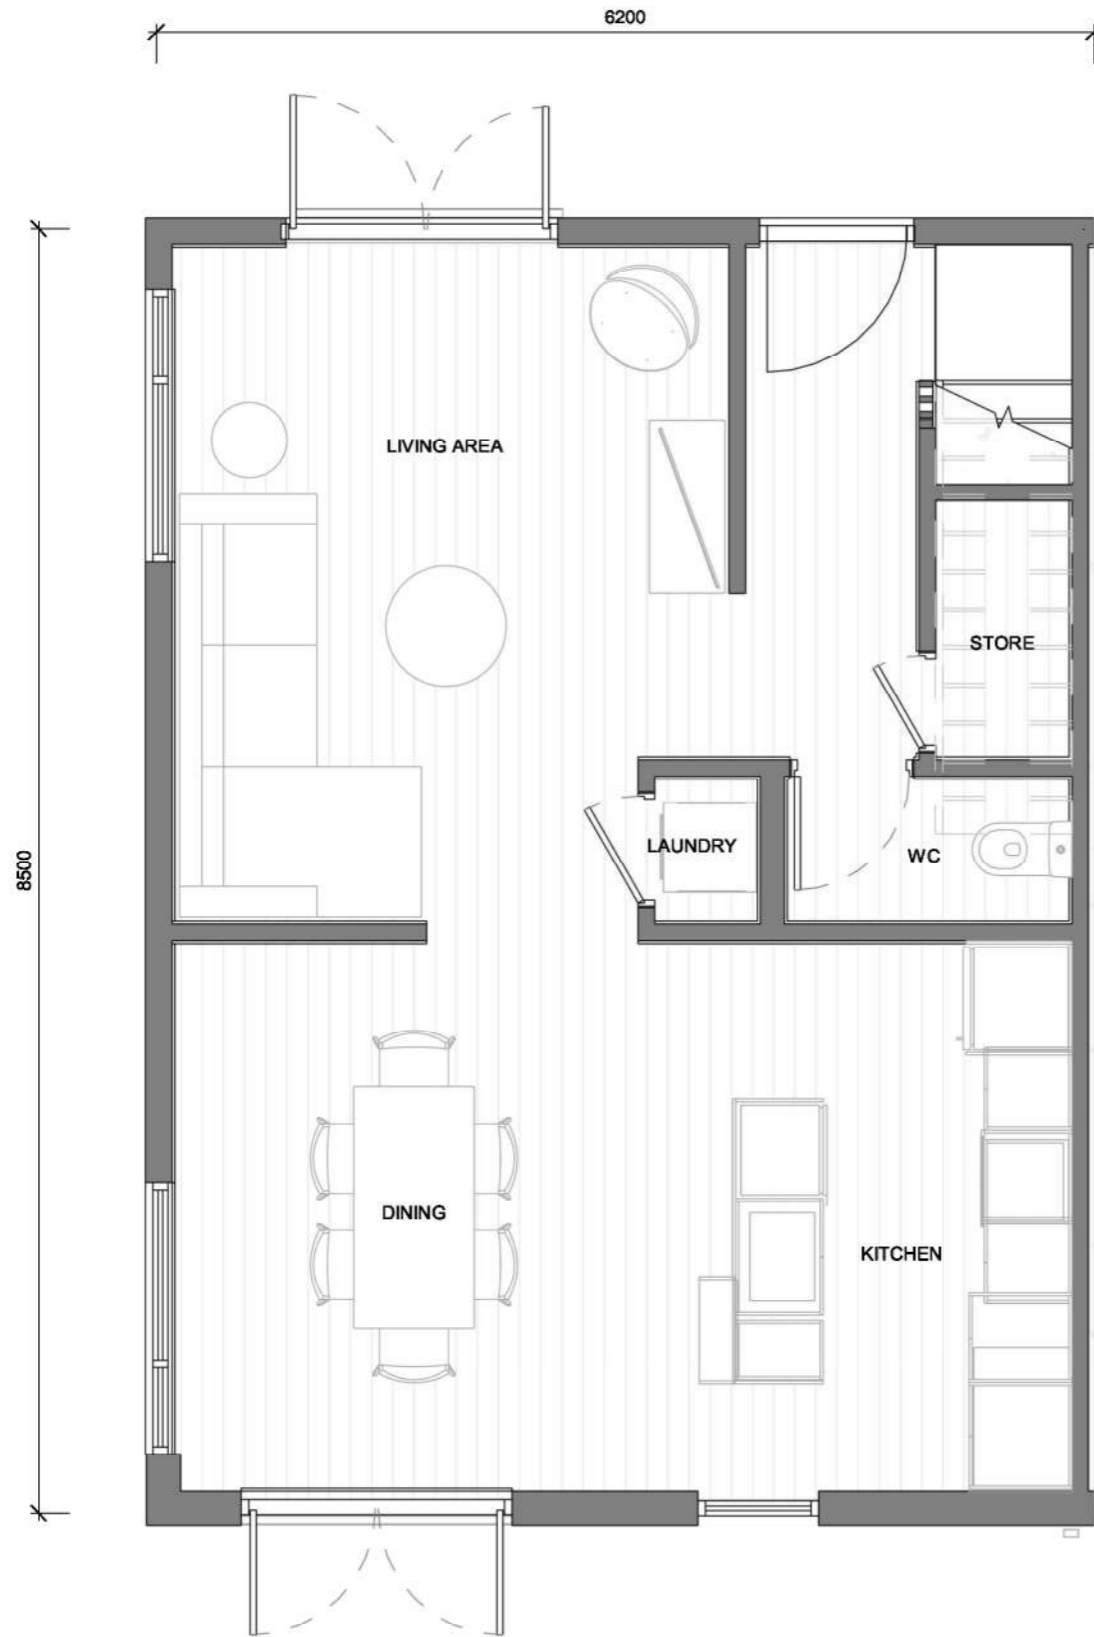 6200
LIVING AREA
STORE
LAUNDRY
WC
8500
DINING
KITCHEN